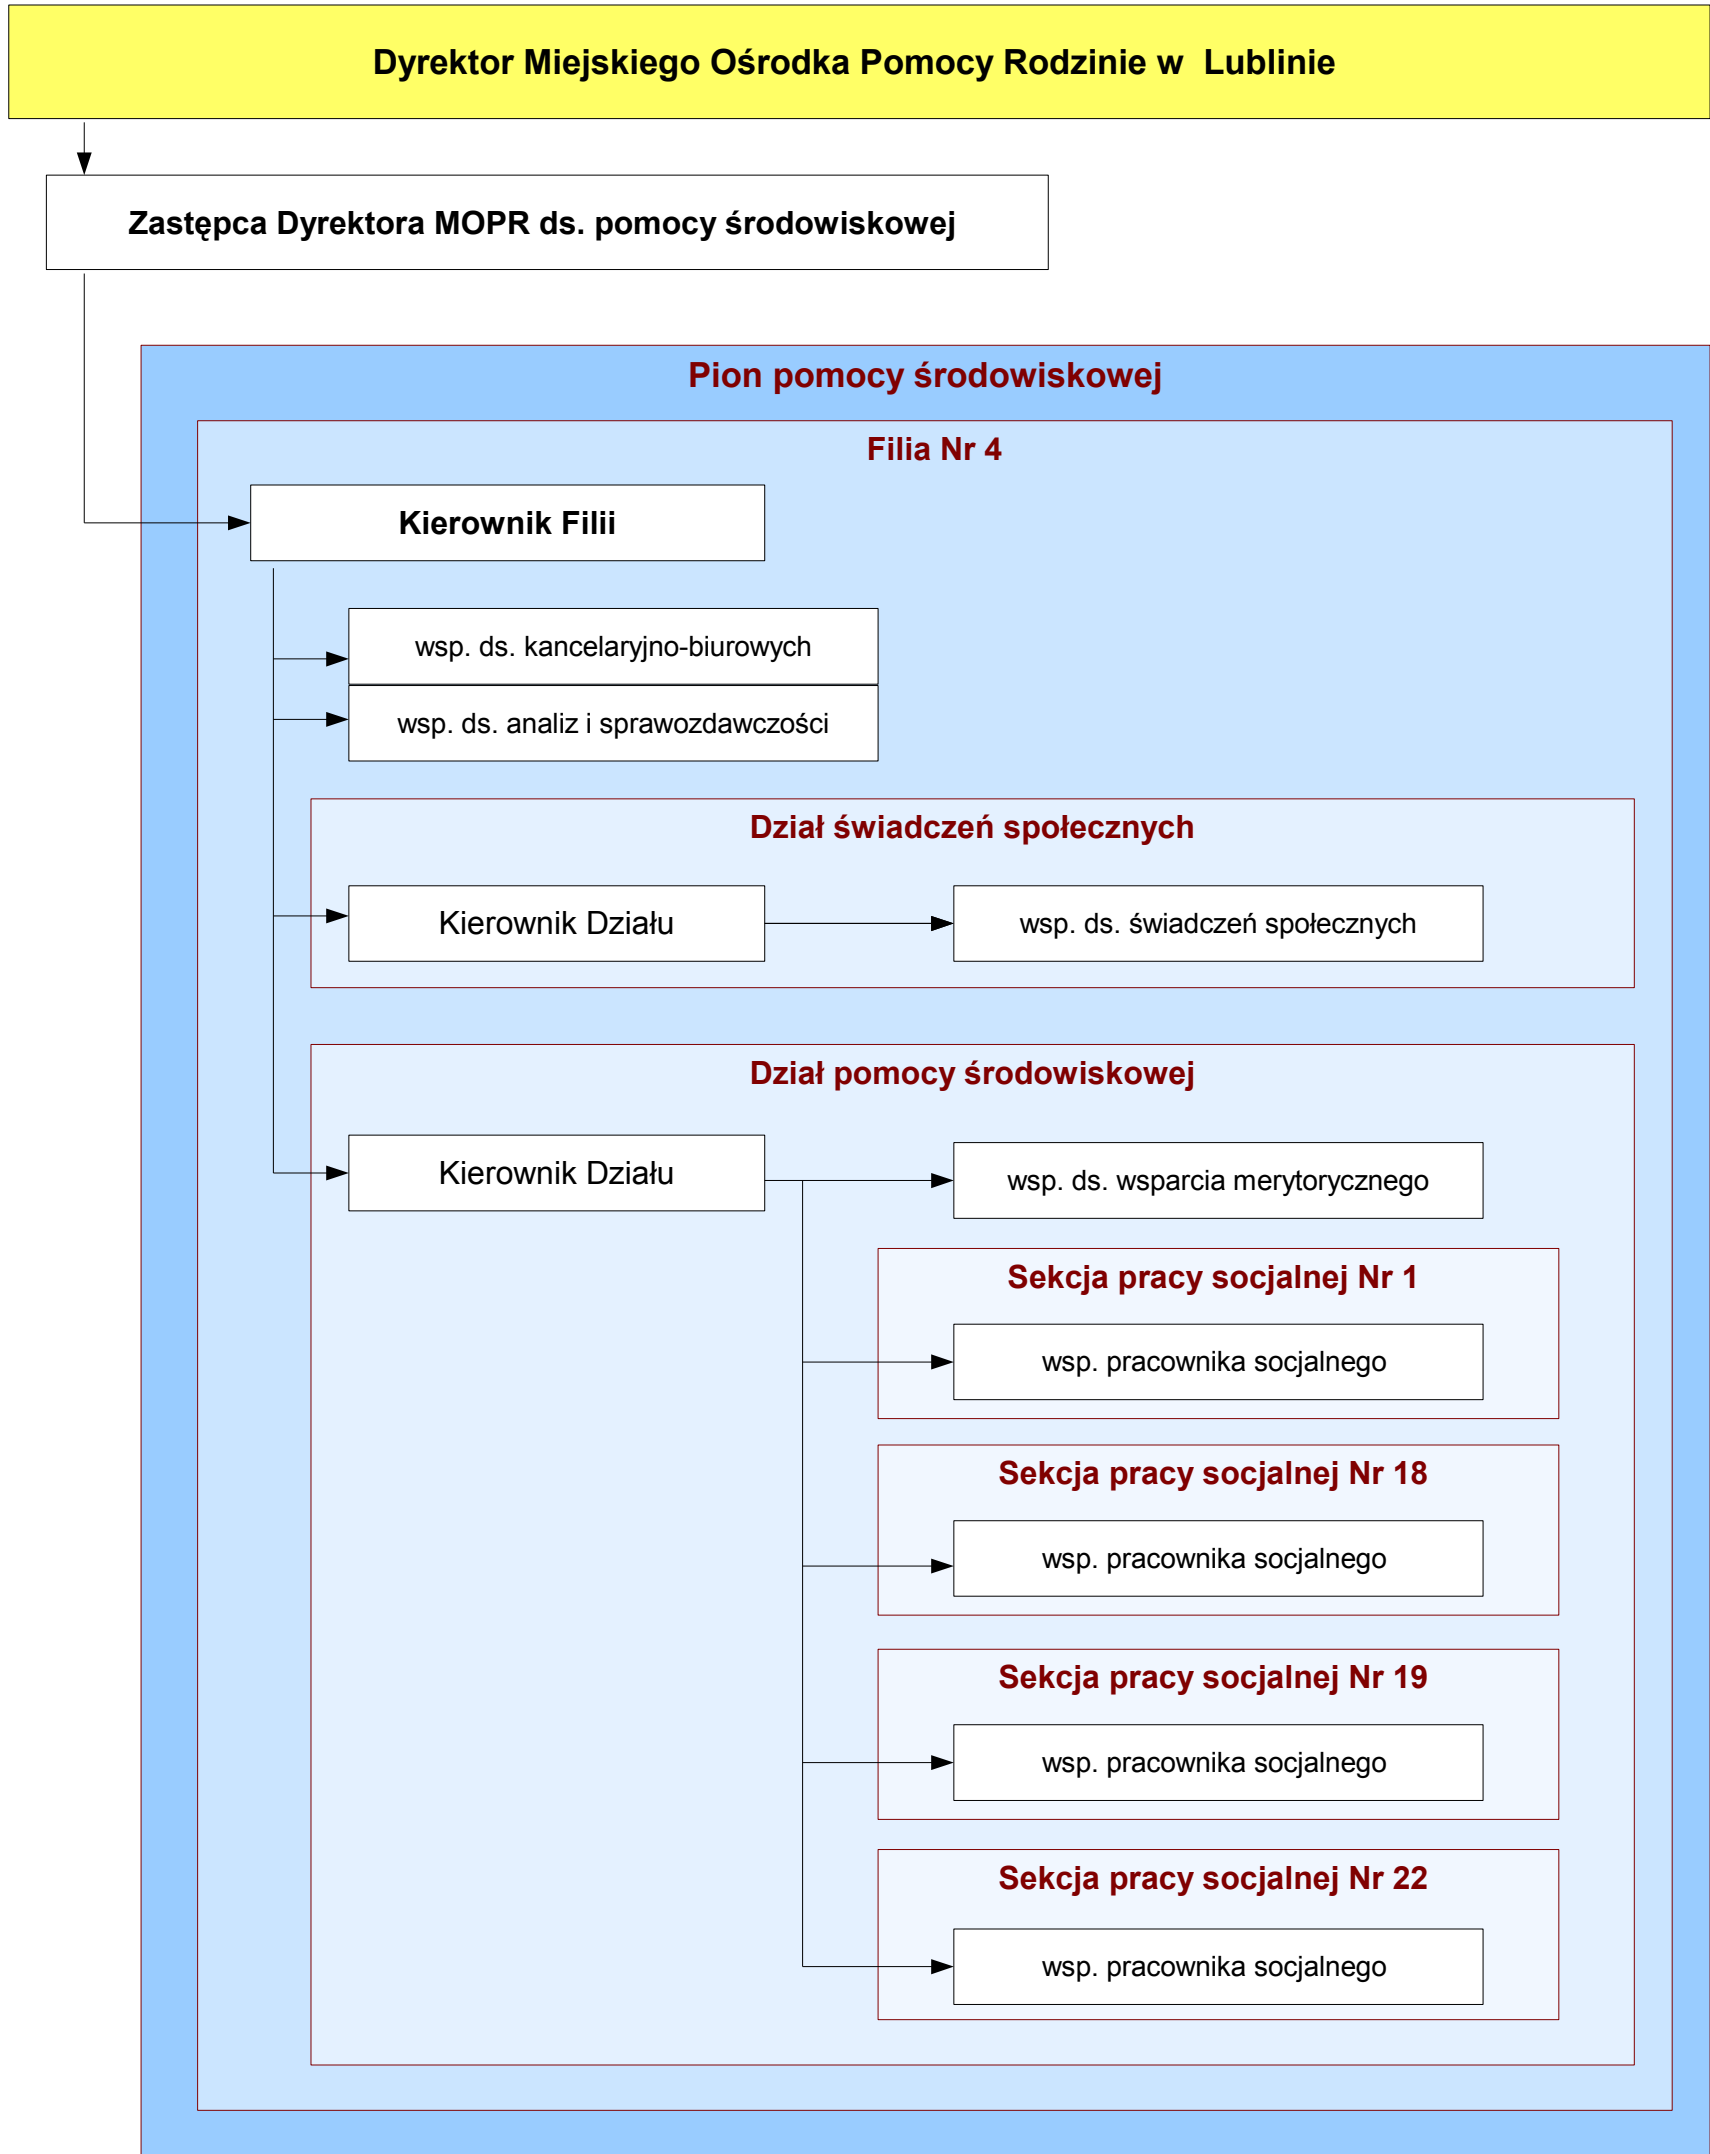 Dyrektor Miejskiego Ośrodka Pomocy Rodzinie w Lublinie
Zastępca Dyrektora MOPR ds. pomocy środowiskowej
Pion pomocy środowiskowej
Filia Nr 4
Kierownik Filii
wsp. ds. kancelaryjno-biurowych
wsp. ds. analiz i sprawozdawczości
Dział świadczeń społecznych
Kierownik Działu
wsp. ds. świadczeń społecznych
Dział pomocy środowiskowej
Kierownik Działu
wsp. ds. wsparcia merytorycznego
Sekcja pracy socjalnej Nr 1
wsp. pracownika socjalnego
Sekcja pracy socjalnej Nr 18
wsp. pracownika socjalnego
Sekcja pracy socjalnej Nr 19
wsp. pracownika socjalnego
Sekcja pracy socjalnej Nr 22
wsp. pracownika socjalnego